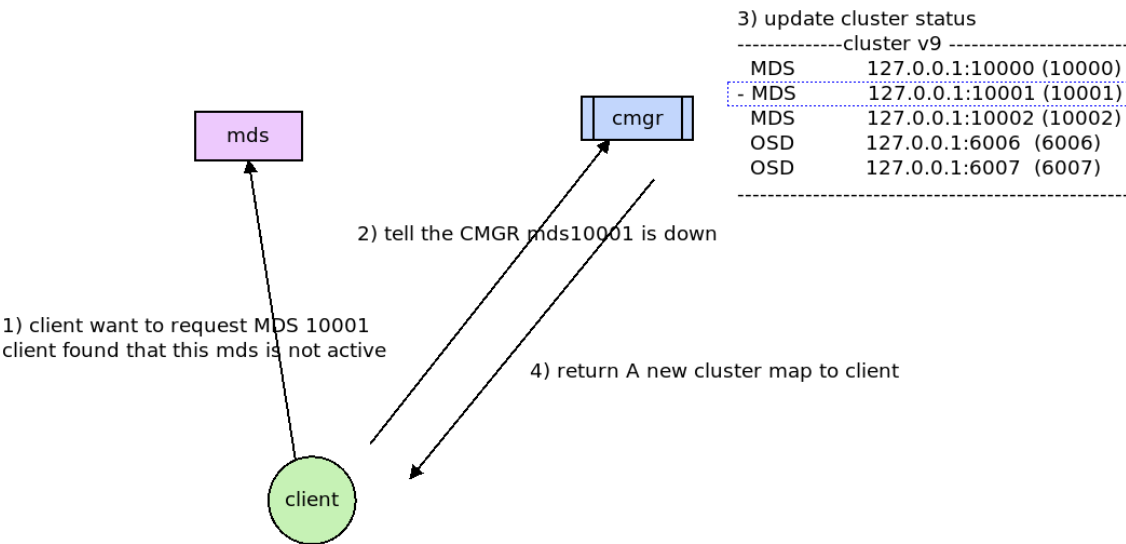 3) update cluster status
--------------cluster v9 ------------------------
MDS 127.0.0.1:10000 (10000)
- MDS 127.0.0.1:10001 (10001)
MDS 127.0.0.1:10002 (10002)
OSD 127.0.0.1:6006 (6006)
OSD 127.0.0.1:6007 (6007)
----------------------------------------------------
mds
cmgr
2) tell the CMGR mds10001 is down
1) client want to request MDS 10001
client found that this mds is not active
4) return A new cluster map to client
client